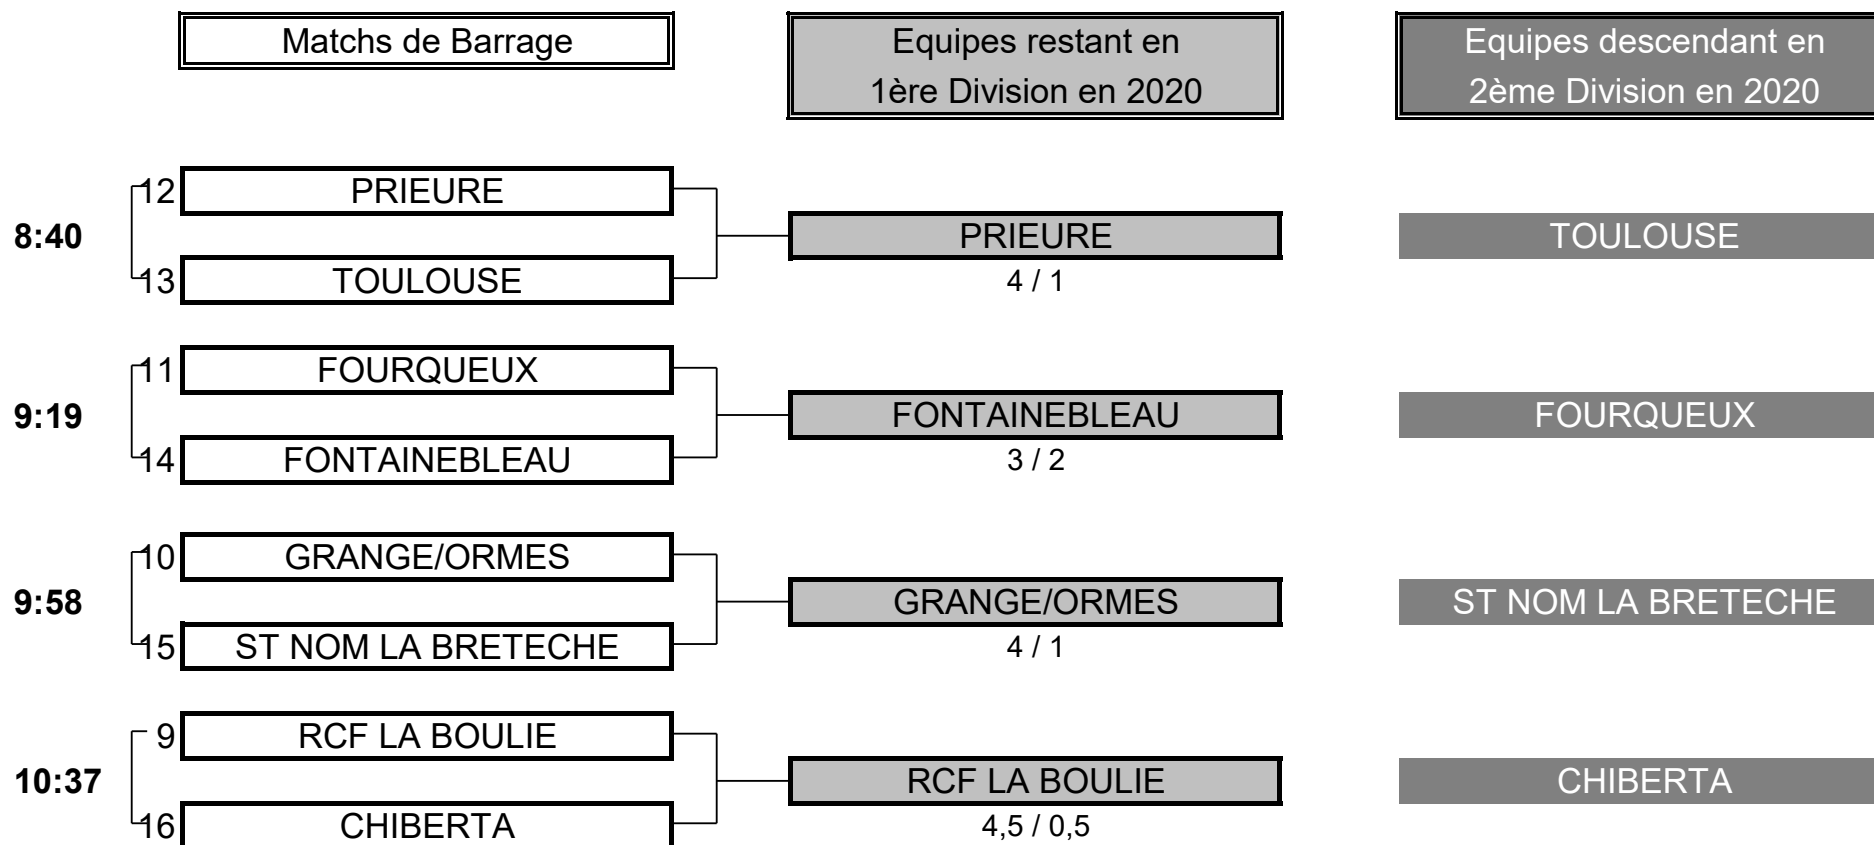 Matchs de Barrage
Equipes restant en
1ère Division en 2020
Equipes descendant en
2ème Division en 2020
8:40
12 PRIEURE
13 TOULOUSE
PRIEURE
4 / 1
TOULOUSE
9:19
11 FOURQUEUX
14 FONTAINEBLEAU
FONTAINEBLEAU
3 / 2
FOURQUEUX
9:58
10 GRANGE/ORMES
15 ST NOM LA BRETECHE
GRANGE/ORMES
4 / 1
ST NOM LA BRETECHE
10:37
9 RCF LA BOULIE
16 CHIBERTA
RCF LA BOULIE
4,5 / 0,5
CHIBERTA